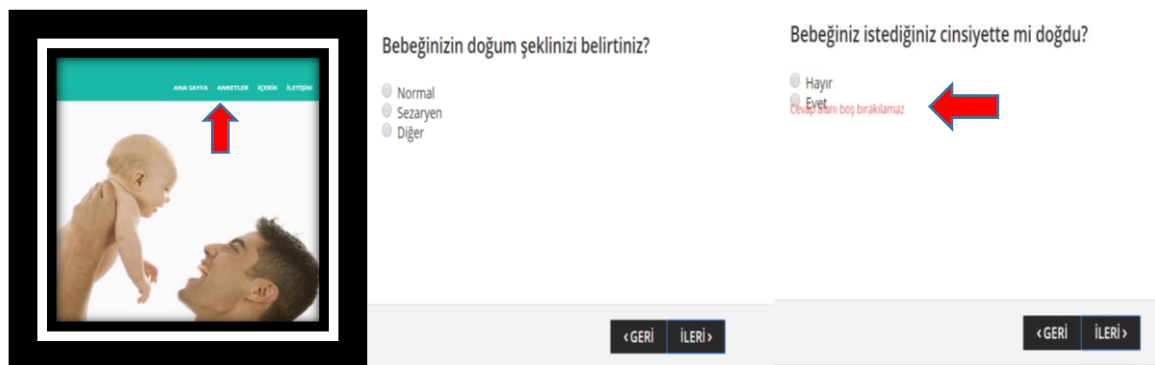 ANA SAYFA ANKETLER İÇERİK İLETİŞİM
Bebeğinizin doğum şeklinizi belirtiniz?
Normal
Sezaryen
Diğer
‹ GERİ İLERİ ›
Bebeğiniz istediğiniz cinsiyette mi doğdu?
Hayır
Evet
Cevap alanı boş bırakılamaz
‹ GERİ İLERİ ›